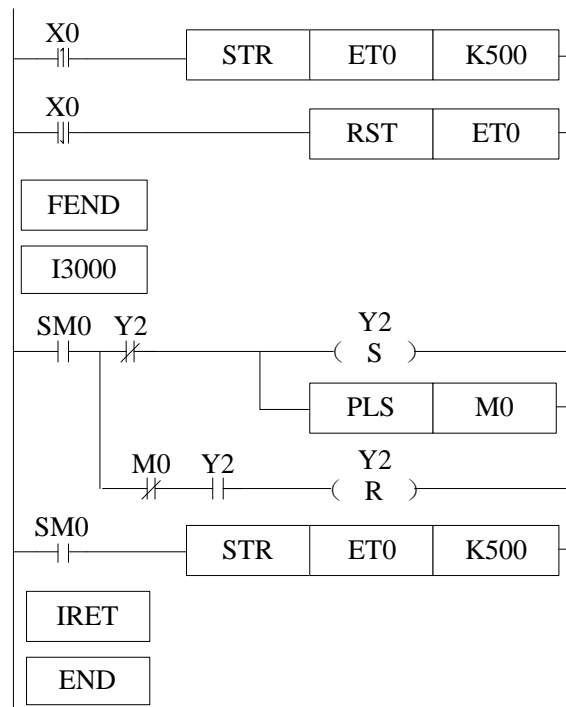 X0
STR ET0 K500
X0
RST ET0
FEND
I3000
SM0 Y2 Y2
( S )
PLS M0
M0 Y2 Y2
( R )
SM0
STR ET0 K500
IRET
END